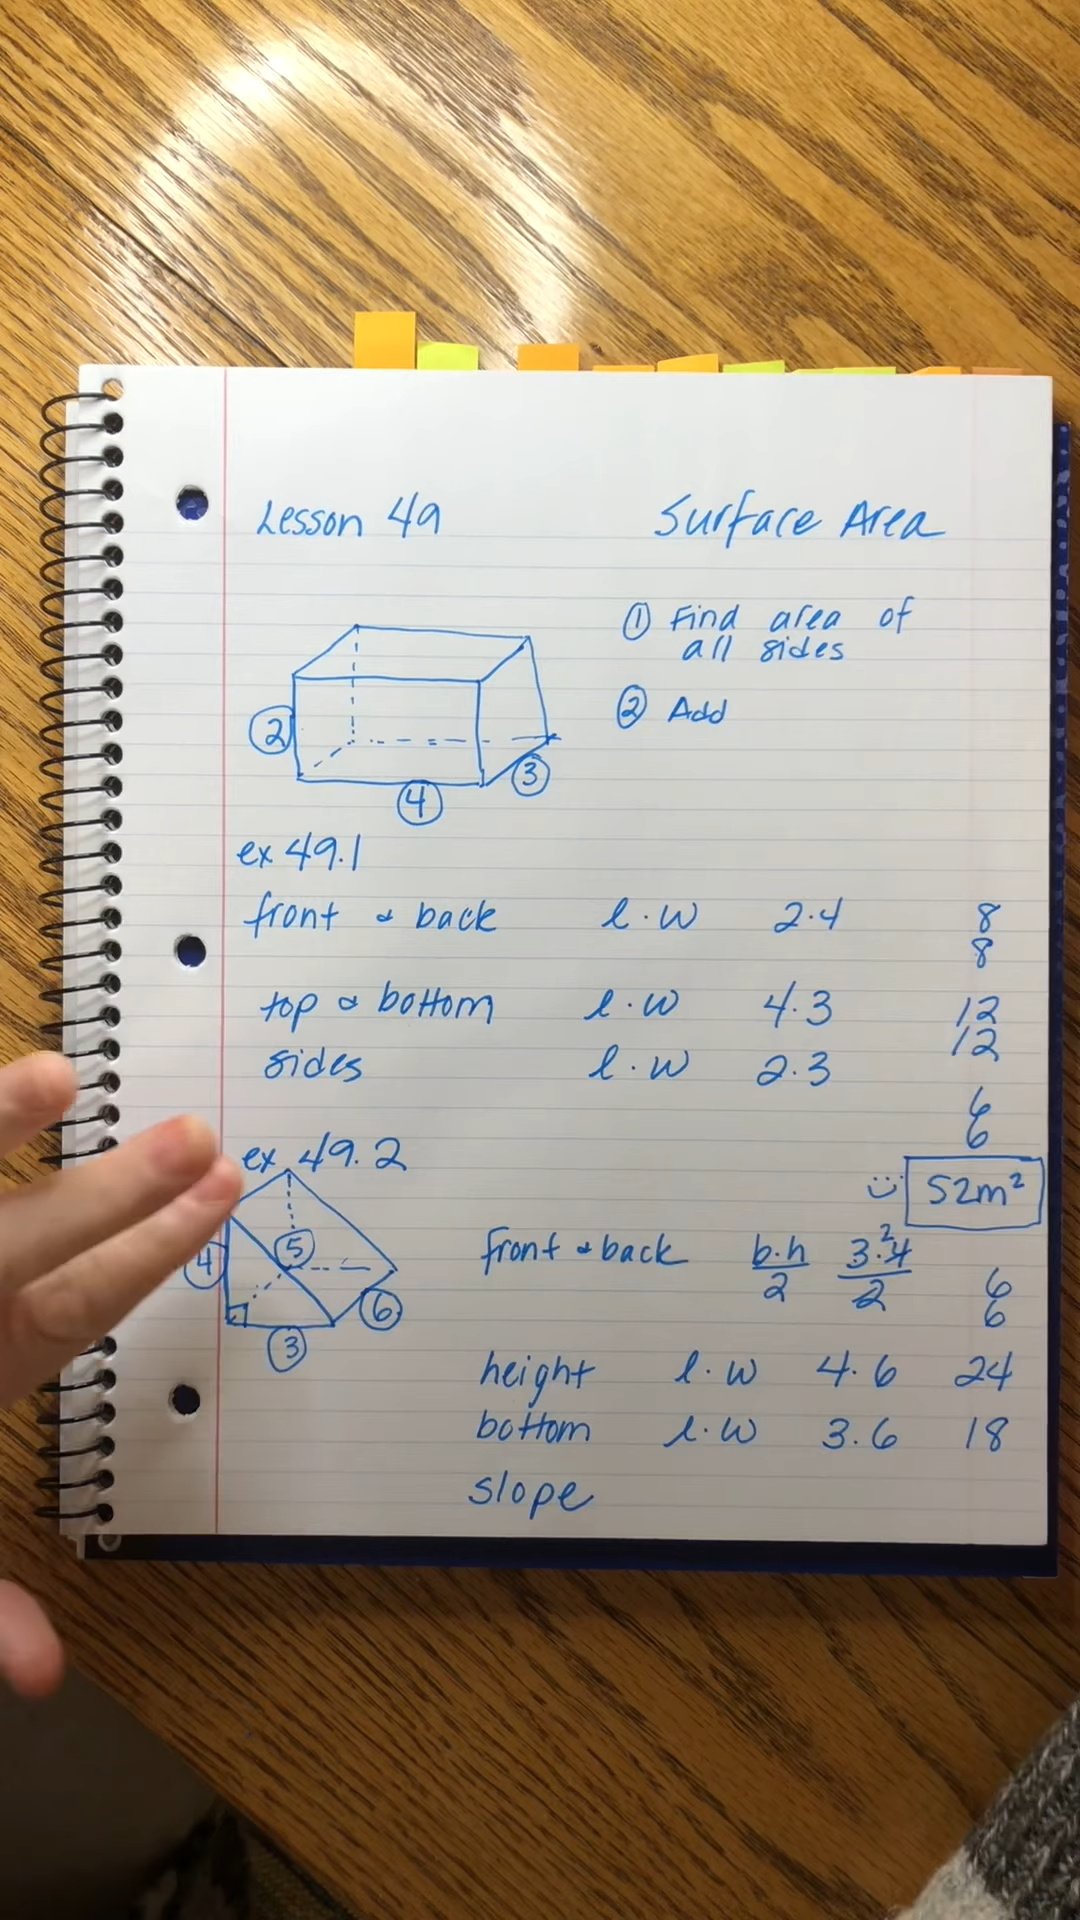 Lesson 49 Surface Area
① Find area of
all sides
② Add
2
3
4
ex 49.1
front & back l·w 2·4 8
8
top & bottom l·w 4·3 12
12
sides l·w 2·3
6
6
ex 49.2
52m²
4 5 6 3
front & back b·h/2 3·4/2 2 6
6
height l·w 4·6 24
bottom l·w 3·6 18
slope